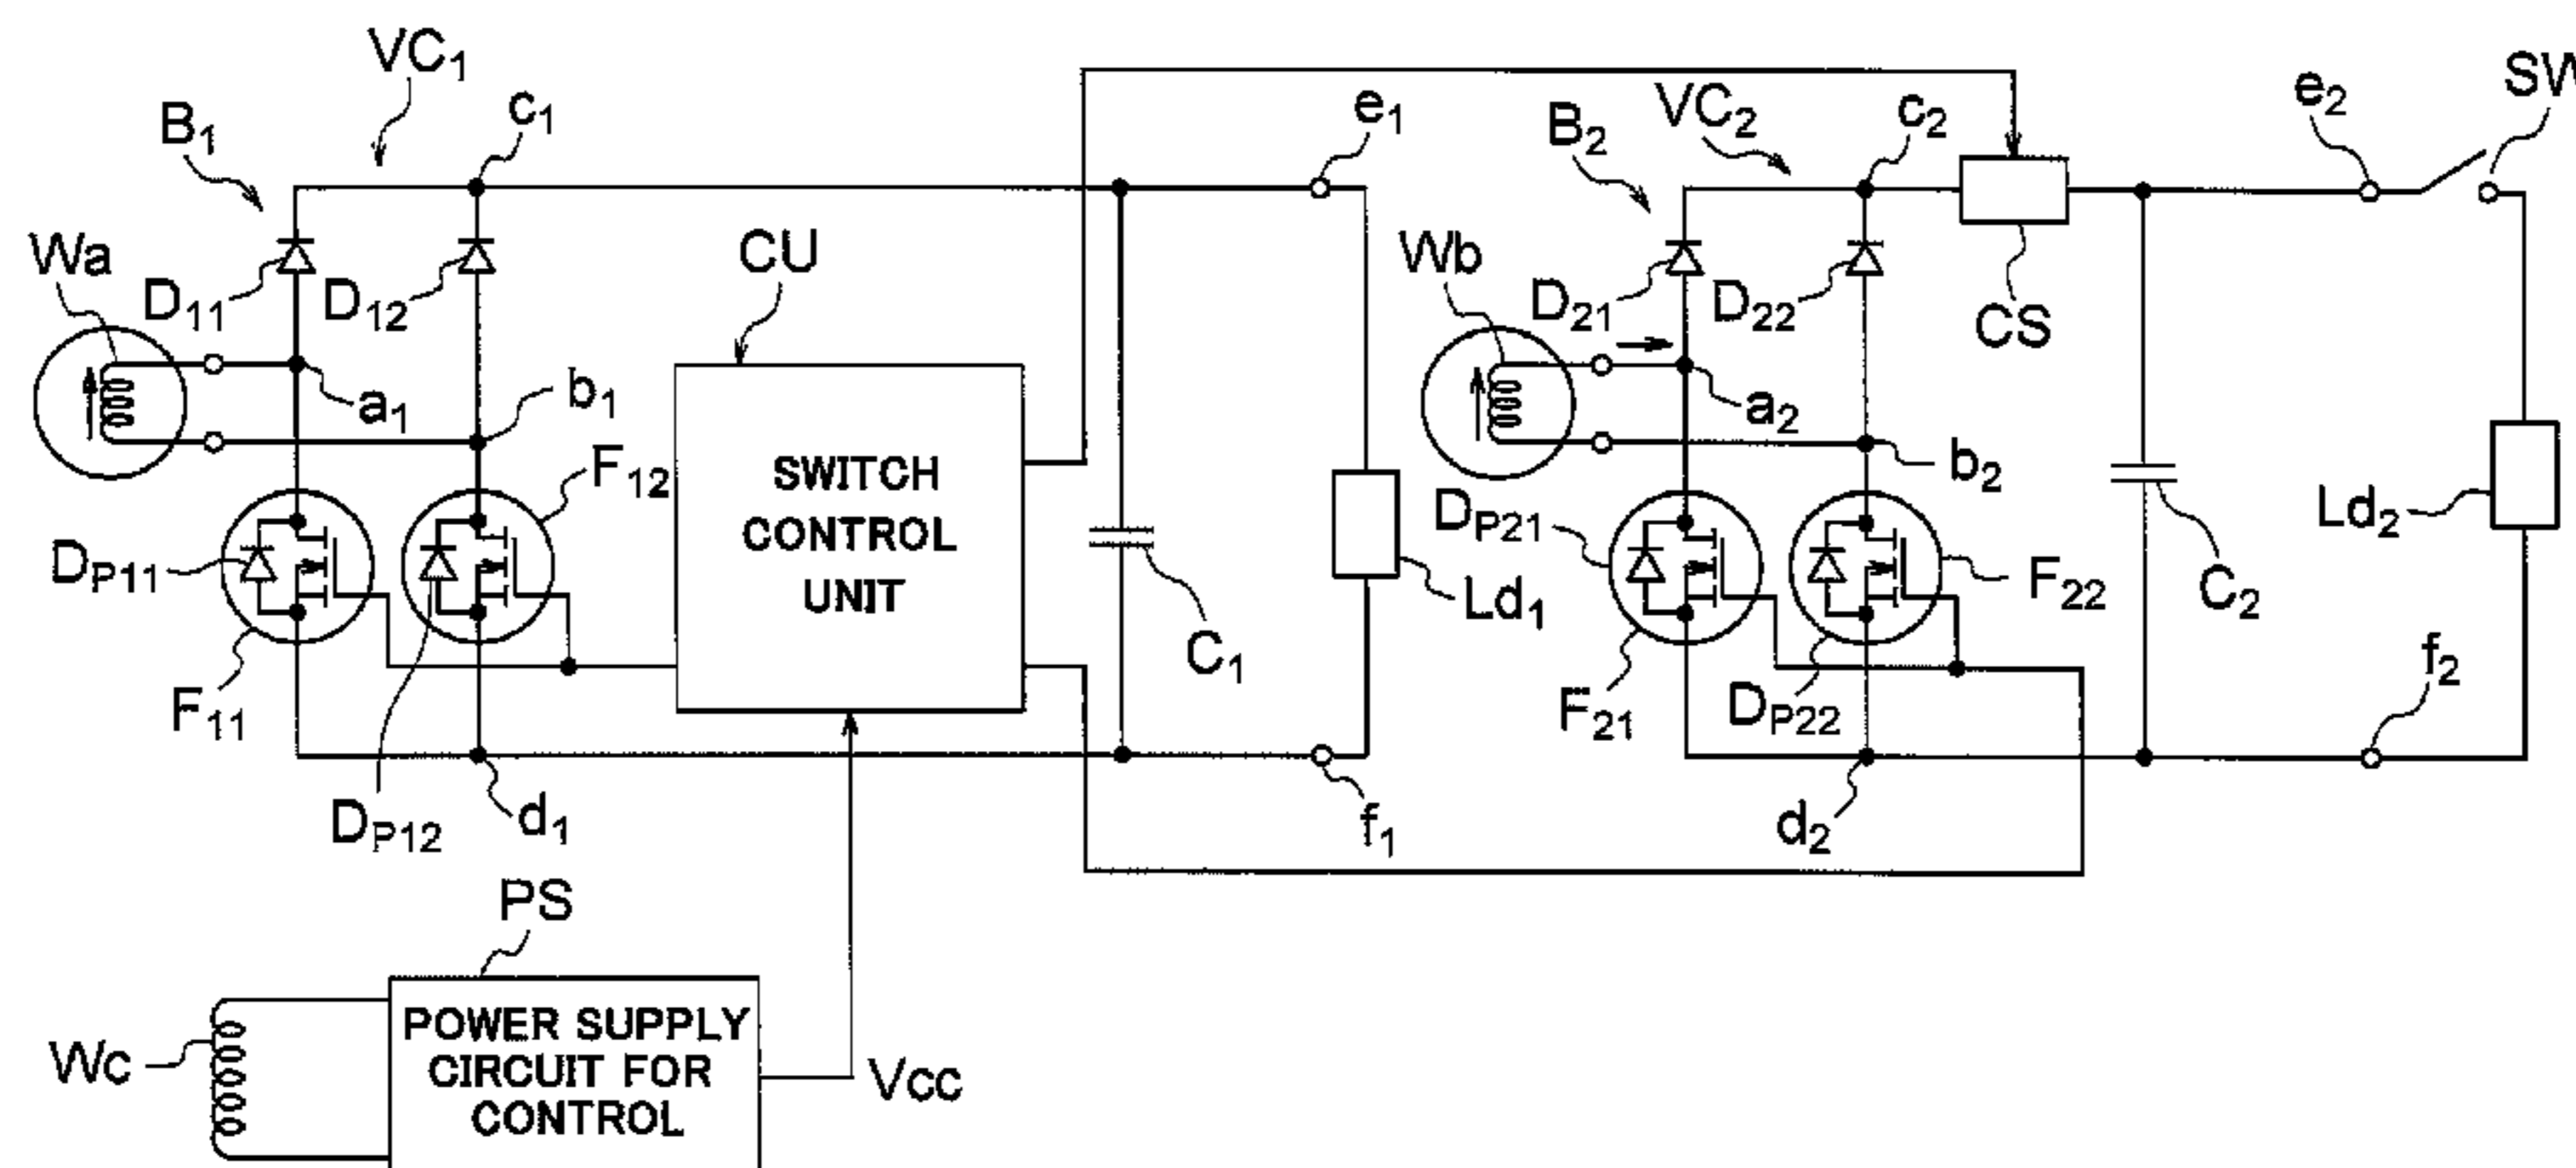 VC1
c1
B1
e1
VC2
c2
B2
e2
SW
Wa
D11
D12
CU
Wb
D21
D22
CS
a1
b1
F12
SWITCH
CONTROL
UNIT
a2
b2
DP11
DP21
Ld1
Ld2
F22
C2
C1
F11
F21
DP22
f2
DP12
d1
f1
d2
PS
Wc
POWER SUPPLY
CIRCUIT FOR
CONTROL
Vcc